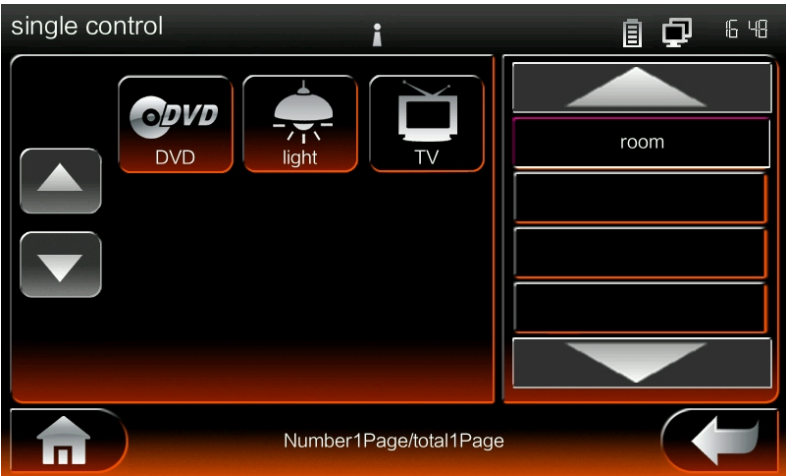 single control
16 48
DVD
DVD
light
TV
room
Number1Page/total1Page